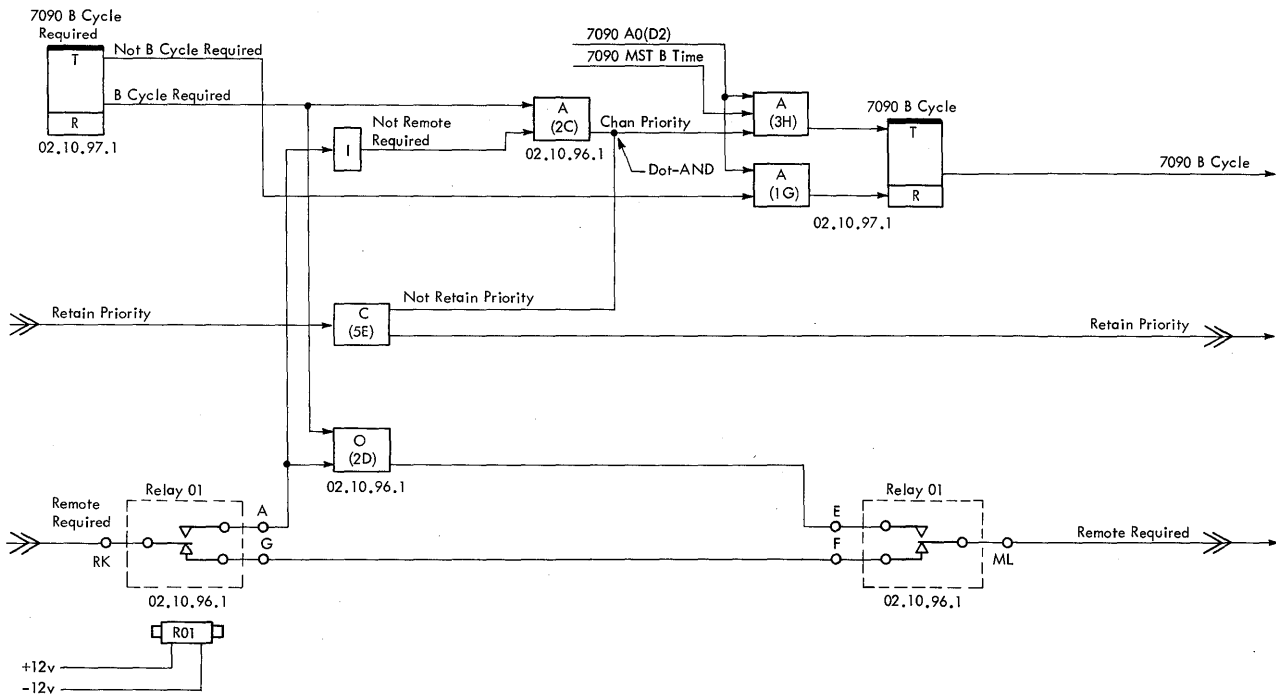 7090 B Cycle
Required
T
R
02.10.97.1
Not B Cycle Required
B Cycle Required
I
Not Remote
Required
A
(2C)
02.10.96.1
Chan Priority
Dot-AND
7090 A0(D2)
7090 MST B Time
A
(3H)
A
(1G)
7090 B Cycle
T
R
02.10.97.1
7090 B Cycle
Retain Priority
C
(5E)
Not Retain Priority
Retain Priority
O
(2D)
02.10.96.1
Remote
Required
RK
Relay 01
A
G
02.10.96.1
E
F
Relay 01
ML
02.10.96.1
Remote Required
R01
+12v
-12v